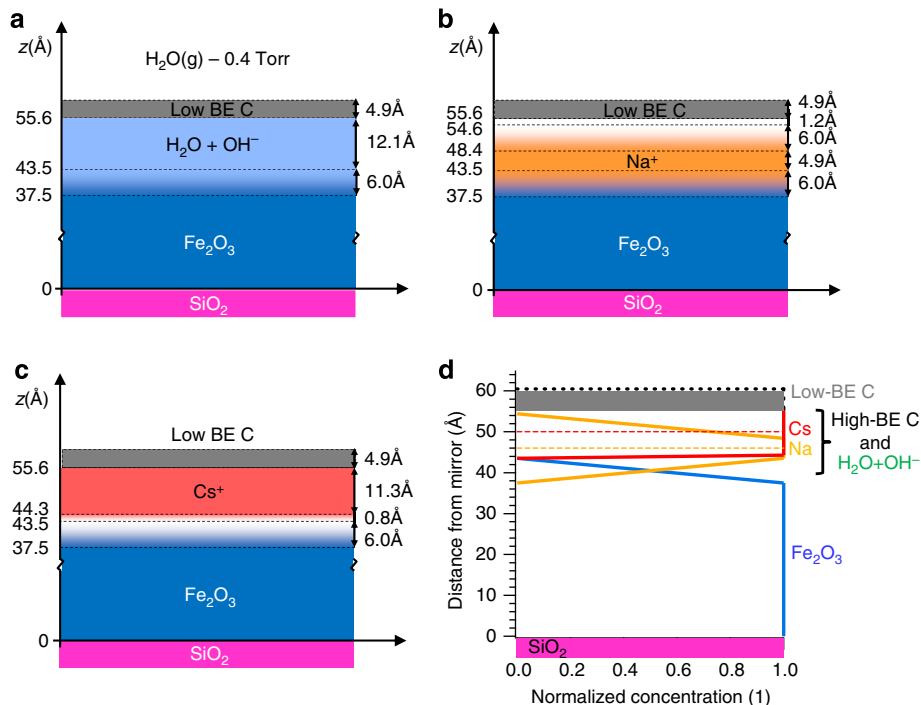 a
z(Å)
H₂O(g) – 0.4 Torr
55.6
Low BE C
4.9Å
H₂O + OH⁻
12.1Å
43.5
6.0Å
37.5
Fe₂O₃
0
SiO₂
b
z(Å)
55.6
Low BE C
4.9Å
1.2Å
54.6
6.0Å
48.4
Na⁺
4.9Å
43.5
6.0Å
37.5
Fe₂O₃
0
SiO₂
c
z(Å)
Low BE C
55.6
4.9Å
Cs⁺
11.3Å
44.3
0.8Å
43.5
6.0Å
37.5
Fe₂O₃
0
SiO₂
d
Distance from mirror (Å)
60
50
40
30
20
10
0
Low-BE C
Cs
Na
High-BE C
and
H₂O+OH⁻
Fe₂O₃
SiO₂
0.0 0.2 0.4 0.6 0.8 1.0
Normalized concentration (1)